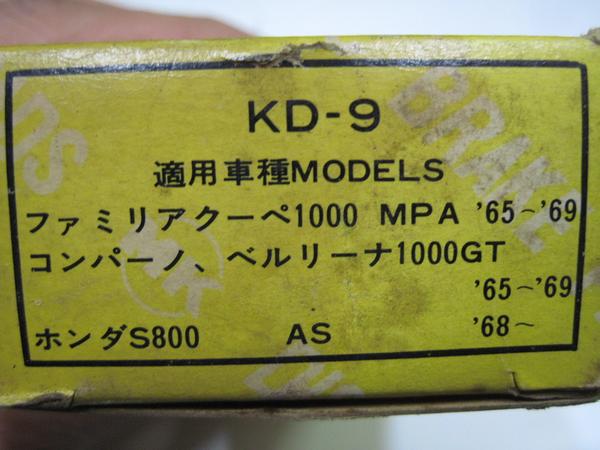 KD-9
適用車種MODELS
ファミリアクーペ1000 MPA '65~'69
コンパーノ、ベルリーナ1000GT
'65~'69
ホンダS800 AS '68~
BRAKE
MK